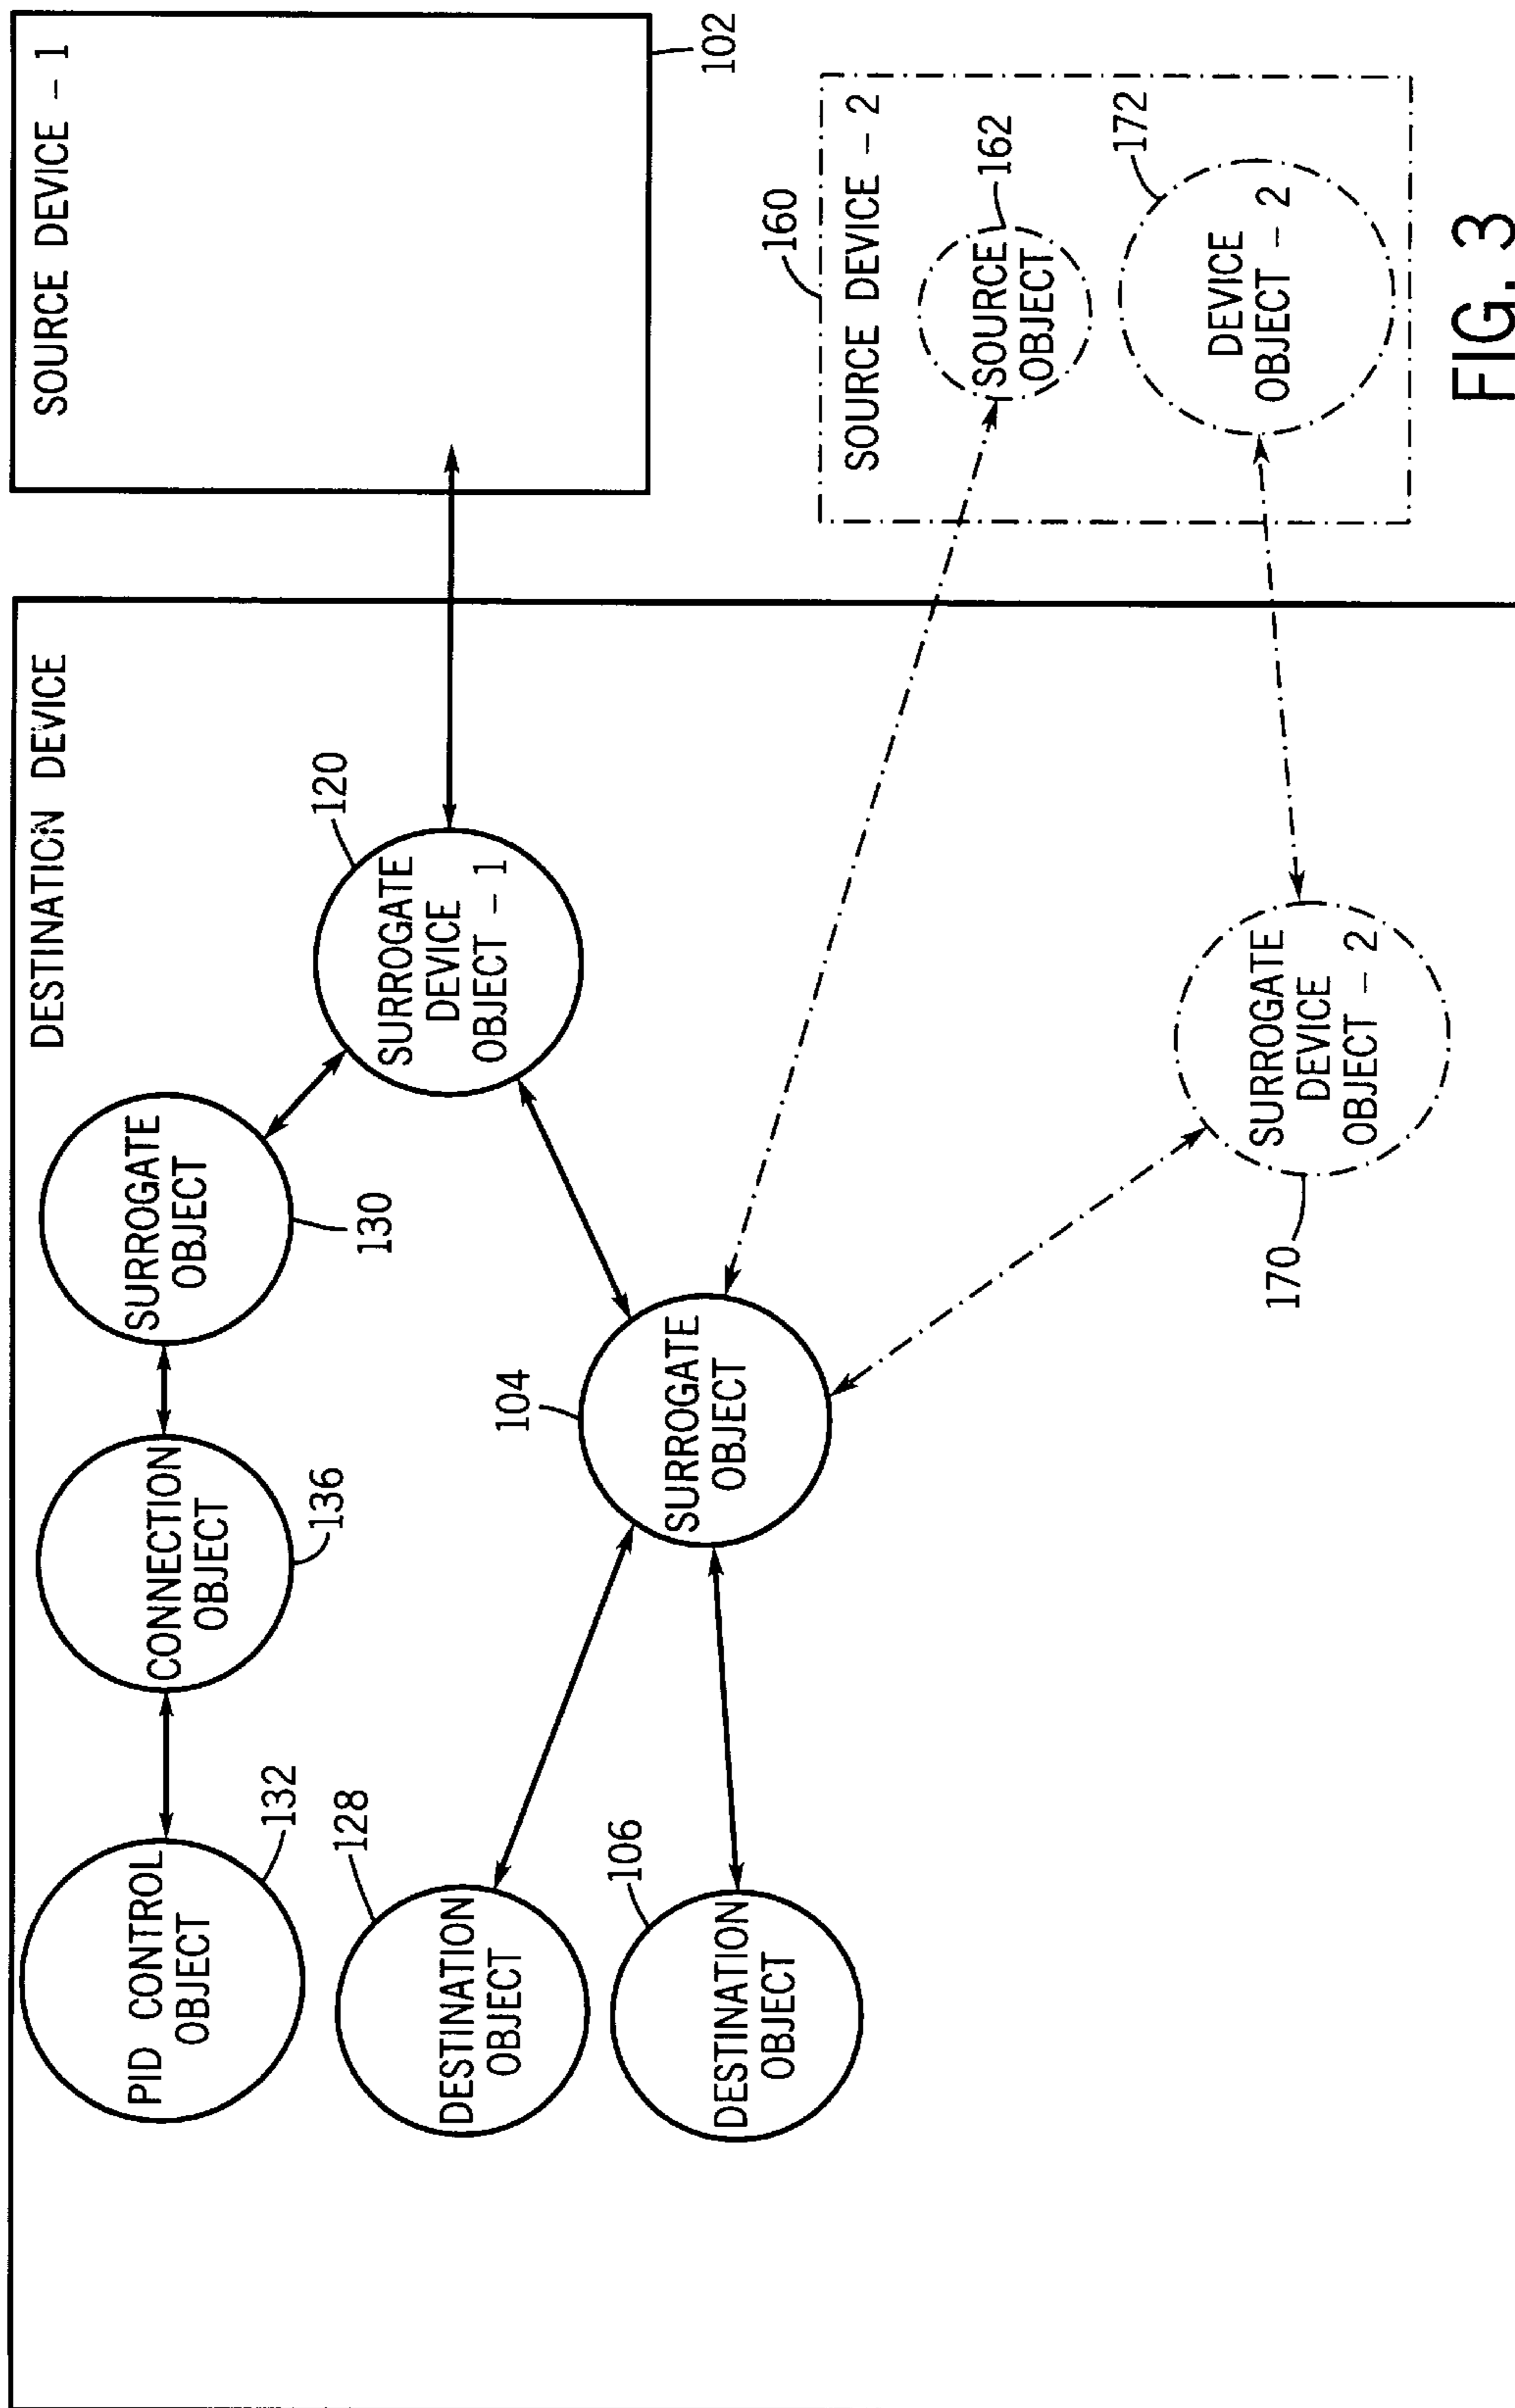 DESTINATION DEVICE
PID CONTROL
OBJECT
132
CONNECTION
OBJECT
136
SURROGATE
OBJECT
130
DESTINATION
OBJECT
128
SURROGATE
DEVICE
OBJECT – 1
120
DESTINATION
OBJECT
106
SURROGATE
OBJECT
104
SURROGATE
DEVICE
OBJECT – 2
170
SOURCE DEVICE – 1
102
160
SOURCE DEVICE – 2
SOURCE
OBJECT
162
DEVICE
OBJECT – 2
172
FIG. 3